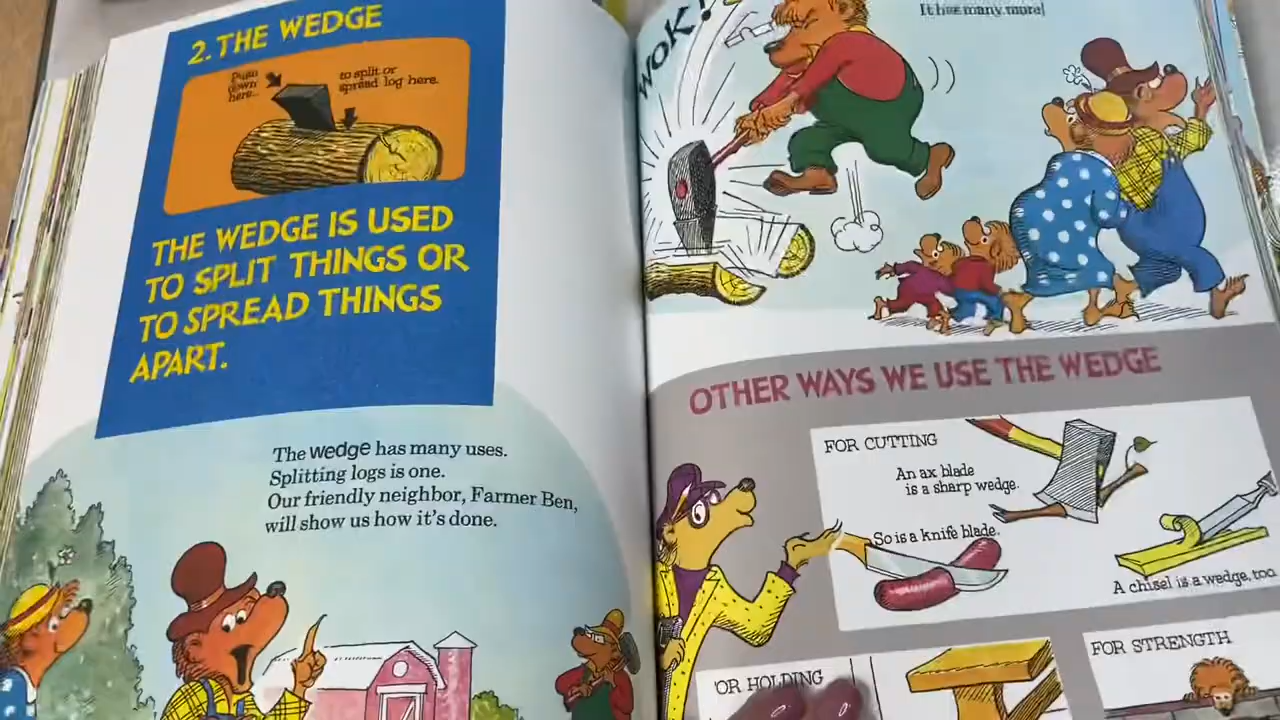 2. THE WEDGE
Push
down
here...
to split or
spread log here.
THE WEDGE IS USED
TO SPLIT THINGS OR
TO SPREAD THINGS
APART.
The wedge has many uses.
Splitting logs is one.
Our friendly neighbor, Farmer Ben,
will show us how it's done.
WOK!
It has many more!
OTHER WAYS WE USE THE WEDGE
FOR CUTTING
An ax blade
is a sharp wedge.
So is a knife blade.
A chisel is a wedge, too.
FOR HOLDING
FOR STRENGTH